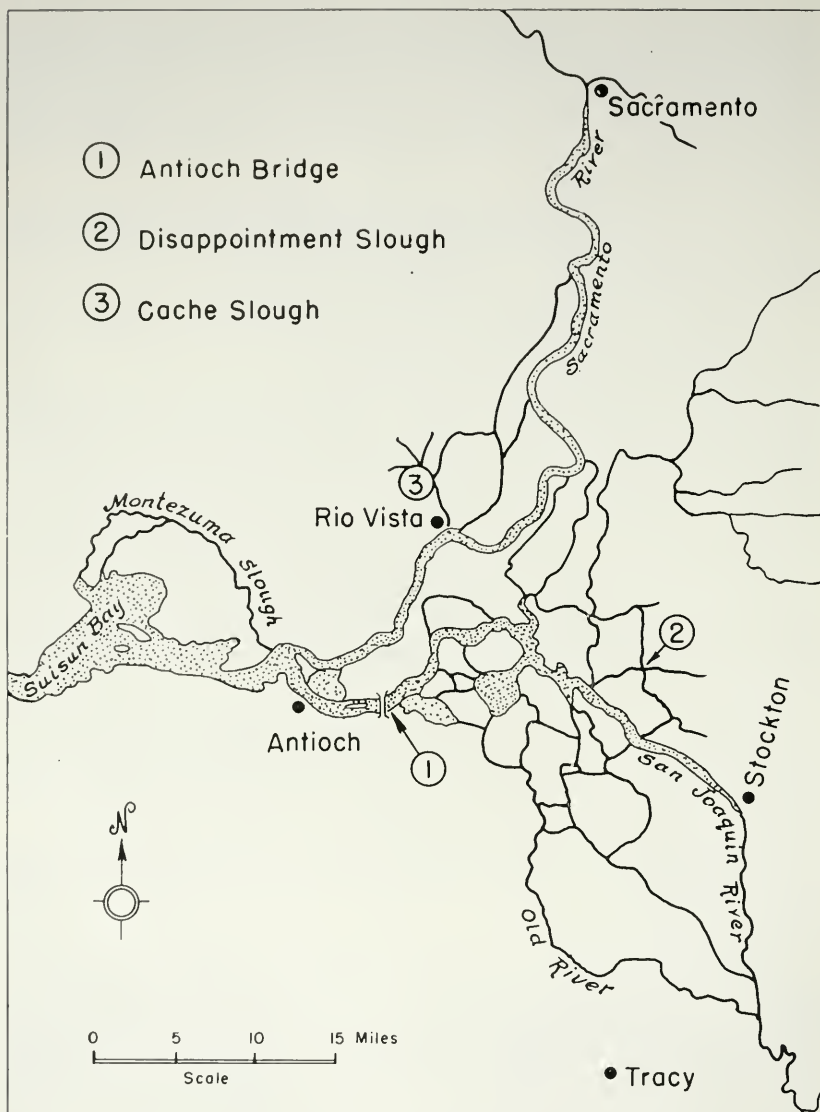 Sacramento
① Antioch Bridge
② Disappointment Slough
③ Cache Slough
River
Sacramento
③
Rio Vista
Montezuma
Slough
Suisun Bay
②
Antioch
①
Stockton
San Joaquin
River
N
Old
River
0 5 10 15 Miles
Scale
Tracy